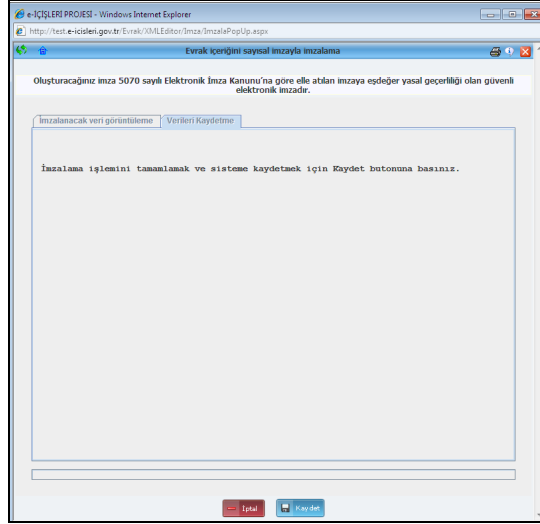 e-İÇİŞLERİ PROJESİ - Windows Internet Explorer
http://test.e-icisleri.gov.tr/Evrak/XMLEditor/Imza/ImzalaPopUp.aspx
Evrak içeriğini sayısal imzayla imzalama
Oluşturacağınız imza 5070 sayılı Elektronik İmza Kanunu'na göre elle atılan imzaya eşdeğer yasal geçerliliği olan güvenli
elektronik imzadır.
İmzalanacak veri görüntüleme Verileri Kaydetme
İmzalama işlemini tamamlamak ve sisteme kaydetmek için Kaydet butonuna basınız.
İptal Kaydet